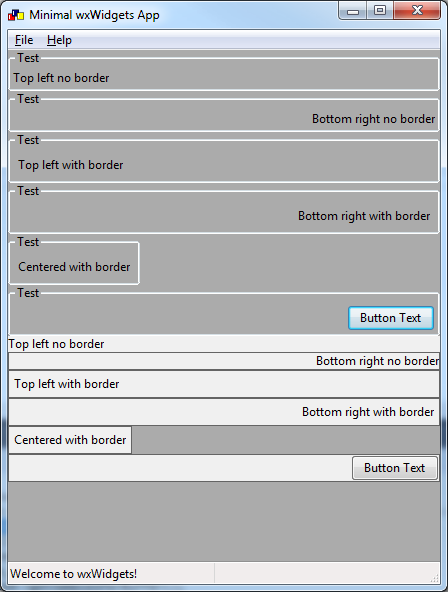 Minimal wxWidgets App
File Help
Test
Top left no border
Test
Bottom right no border
Test
Top left with border
Test
Bottom right with border
Test
Centered with border
Test
Button Text
Top left no border
Bottom right no border
Top left with border
Bottom right with border
Centered with border
Button Text
Welcome to wxWidgets!